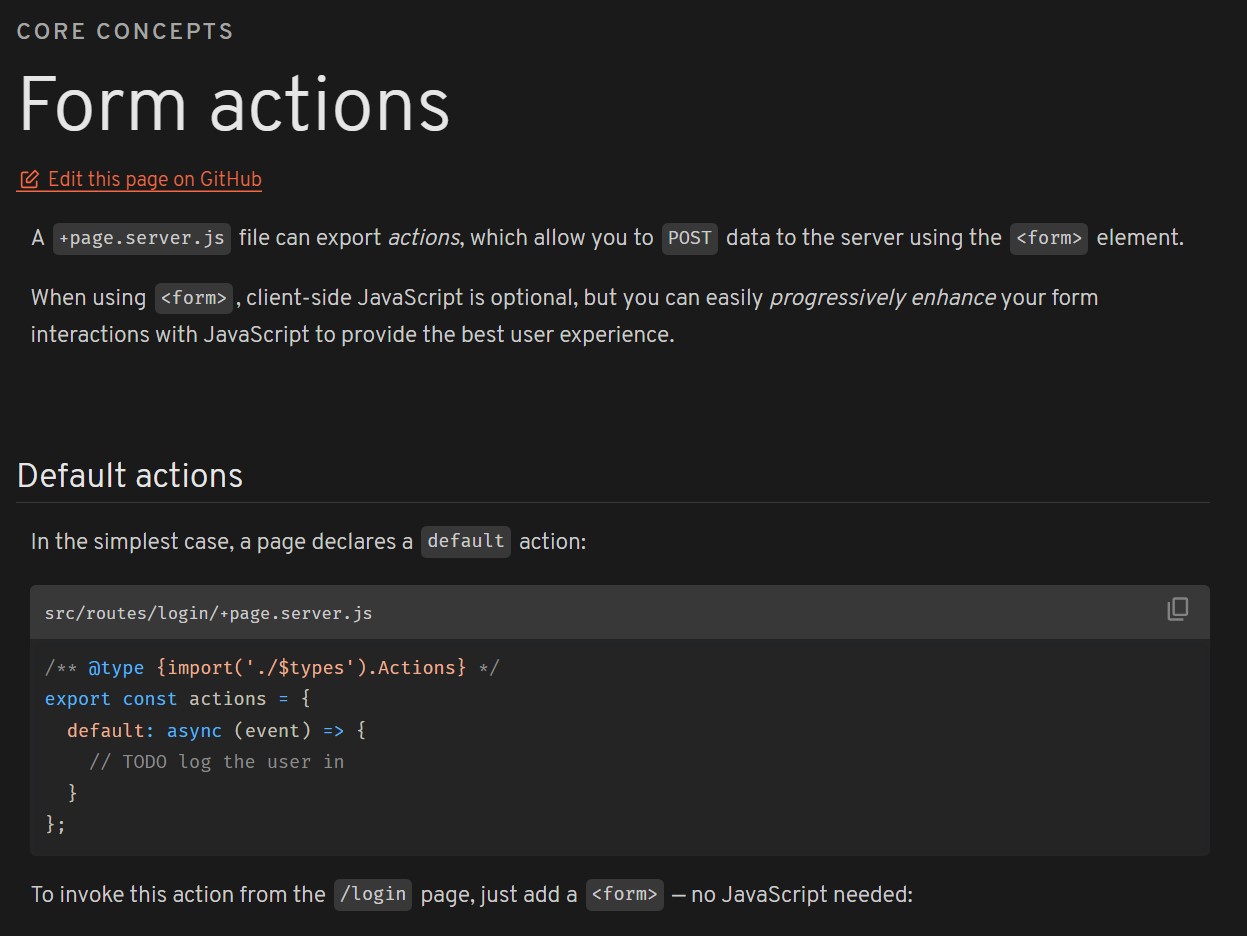 CORE CONCEPTS
Form actions
Edit this page on GitHub
A +page.server.js file can export actions, which allow you to POST data to the server using the <form> element.
When using <form>, client-side JavaScript is optional, but you can easily progressively enhance your form
interactions with JavaScript to provide the best user experience.
Default actions
In the simplest case, a page declares a default action:
src/routes/login/+page.server.js
/** @type {import('./$types').Actions} */
export const actions = {
  default: async (event) => {
    // TODO log the user in
  }
};
To invoke this action from the /login page, just add a <form> — no JavaScript needed: